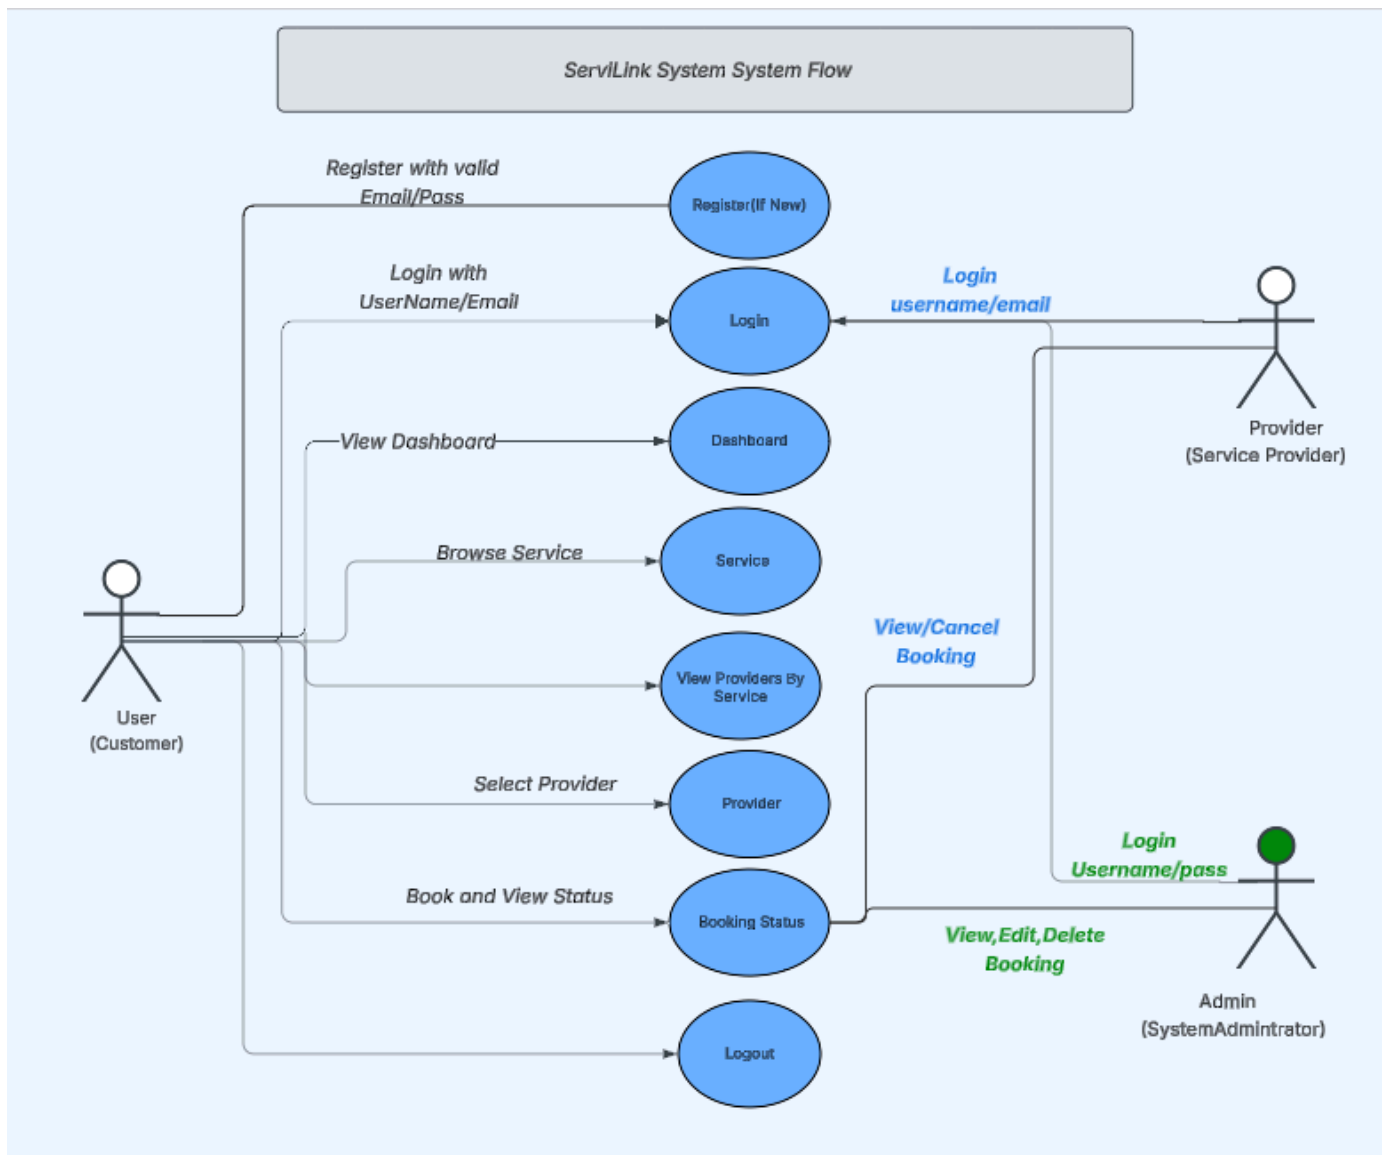 ServiLink System System Flow
Register with valid
Email/Pass
Register(If New)
Login with
UserName/Email
Login
Login
username/email
Provider
(Service Provider)
View Dashboard
Dashboard
Browse Service
Service
View/Cancel
Booking
View Providers By
Service
User
(Customer)
Select Provider
Provider
Login
Username/pass
Book and View Status
Booking Status
View,Edit,Delete
Booking
Admin
(SystemAdmintrator)
Logout